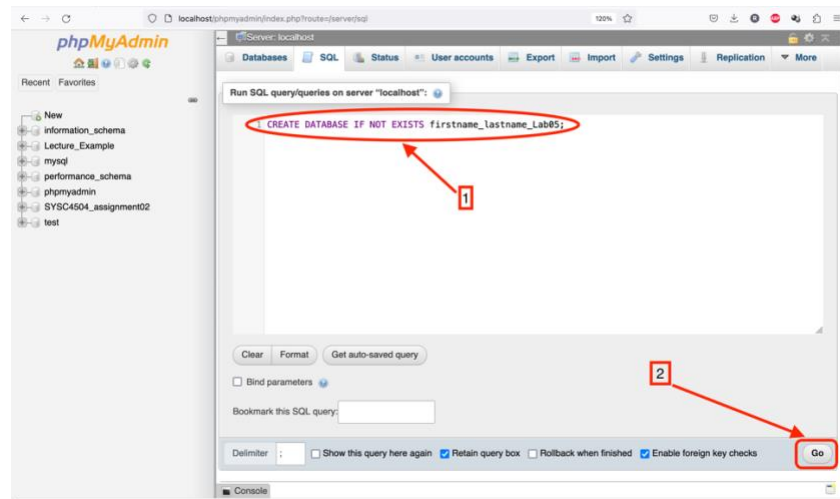 localhost/phpmyadmin/index.php?route=/server/sql
120%
phpMyAdmin
Recent Favorites
New
information_schema
Lecture_Example
mysql
performance_schema
phpmyadmin
SYSC4504_assignment02
test
Server: localhost
Databases SQL Status User accounts Export Import Settings Replication More
Run SQL query/queries on server "localhost":
1 CREATE DATABASE IF NOT EXISTS firstname_lastname_Lab05;
1
Clear Format Get auto-saved query
2
Bind parameters
Bookmark this SQL query:
Delimiter ; Show this query here again Retain query box Rollback when finished Enable foreign key checks Go
Console